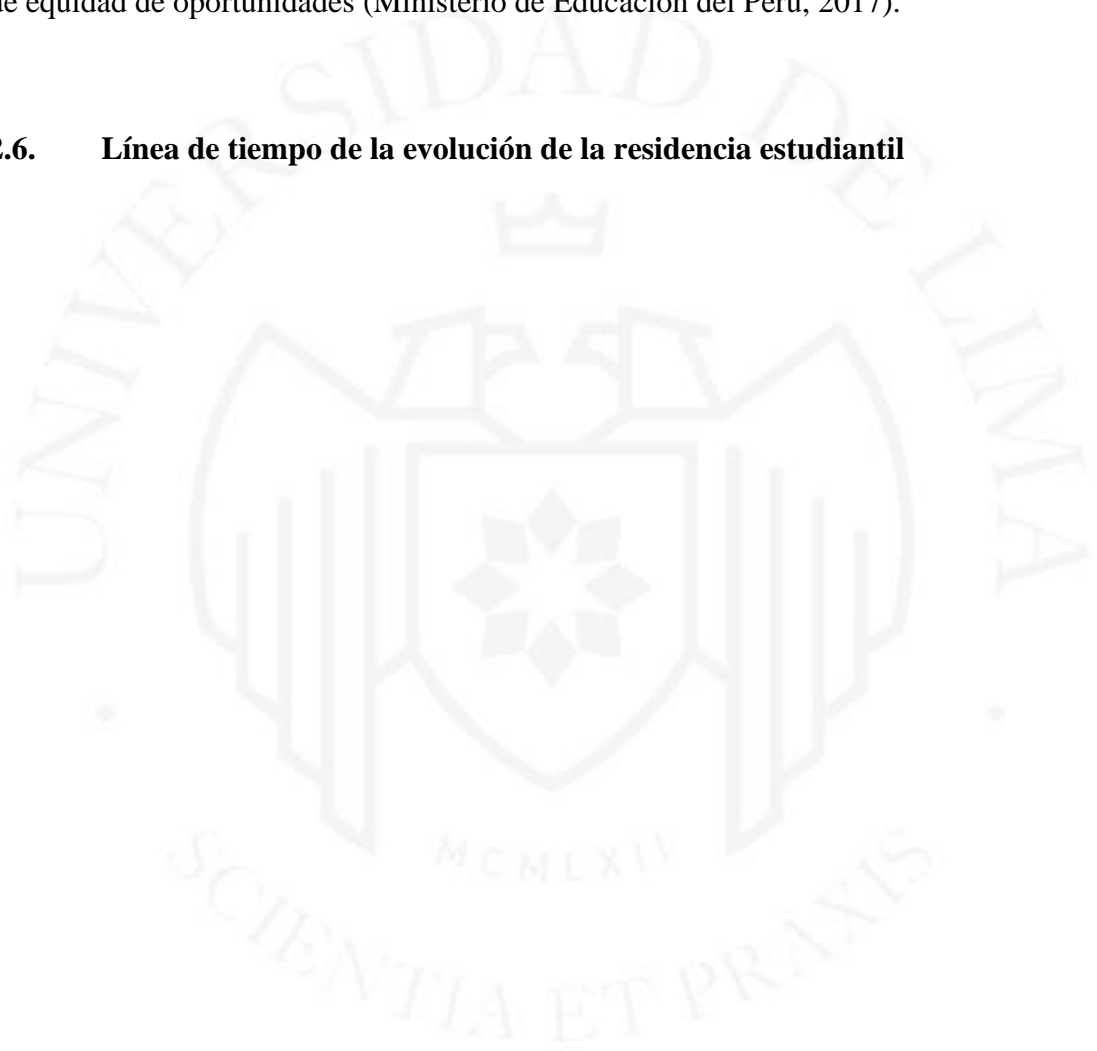 de equidad de oportunidades (Ministerio de Educación del Perú, 2017).
2.6. Línea de tiempo de la evolución de la residencia estudiantil
UNIVERSIDAD DE LIMA
MCMLXII
SCIENTIA ET PRAXIS